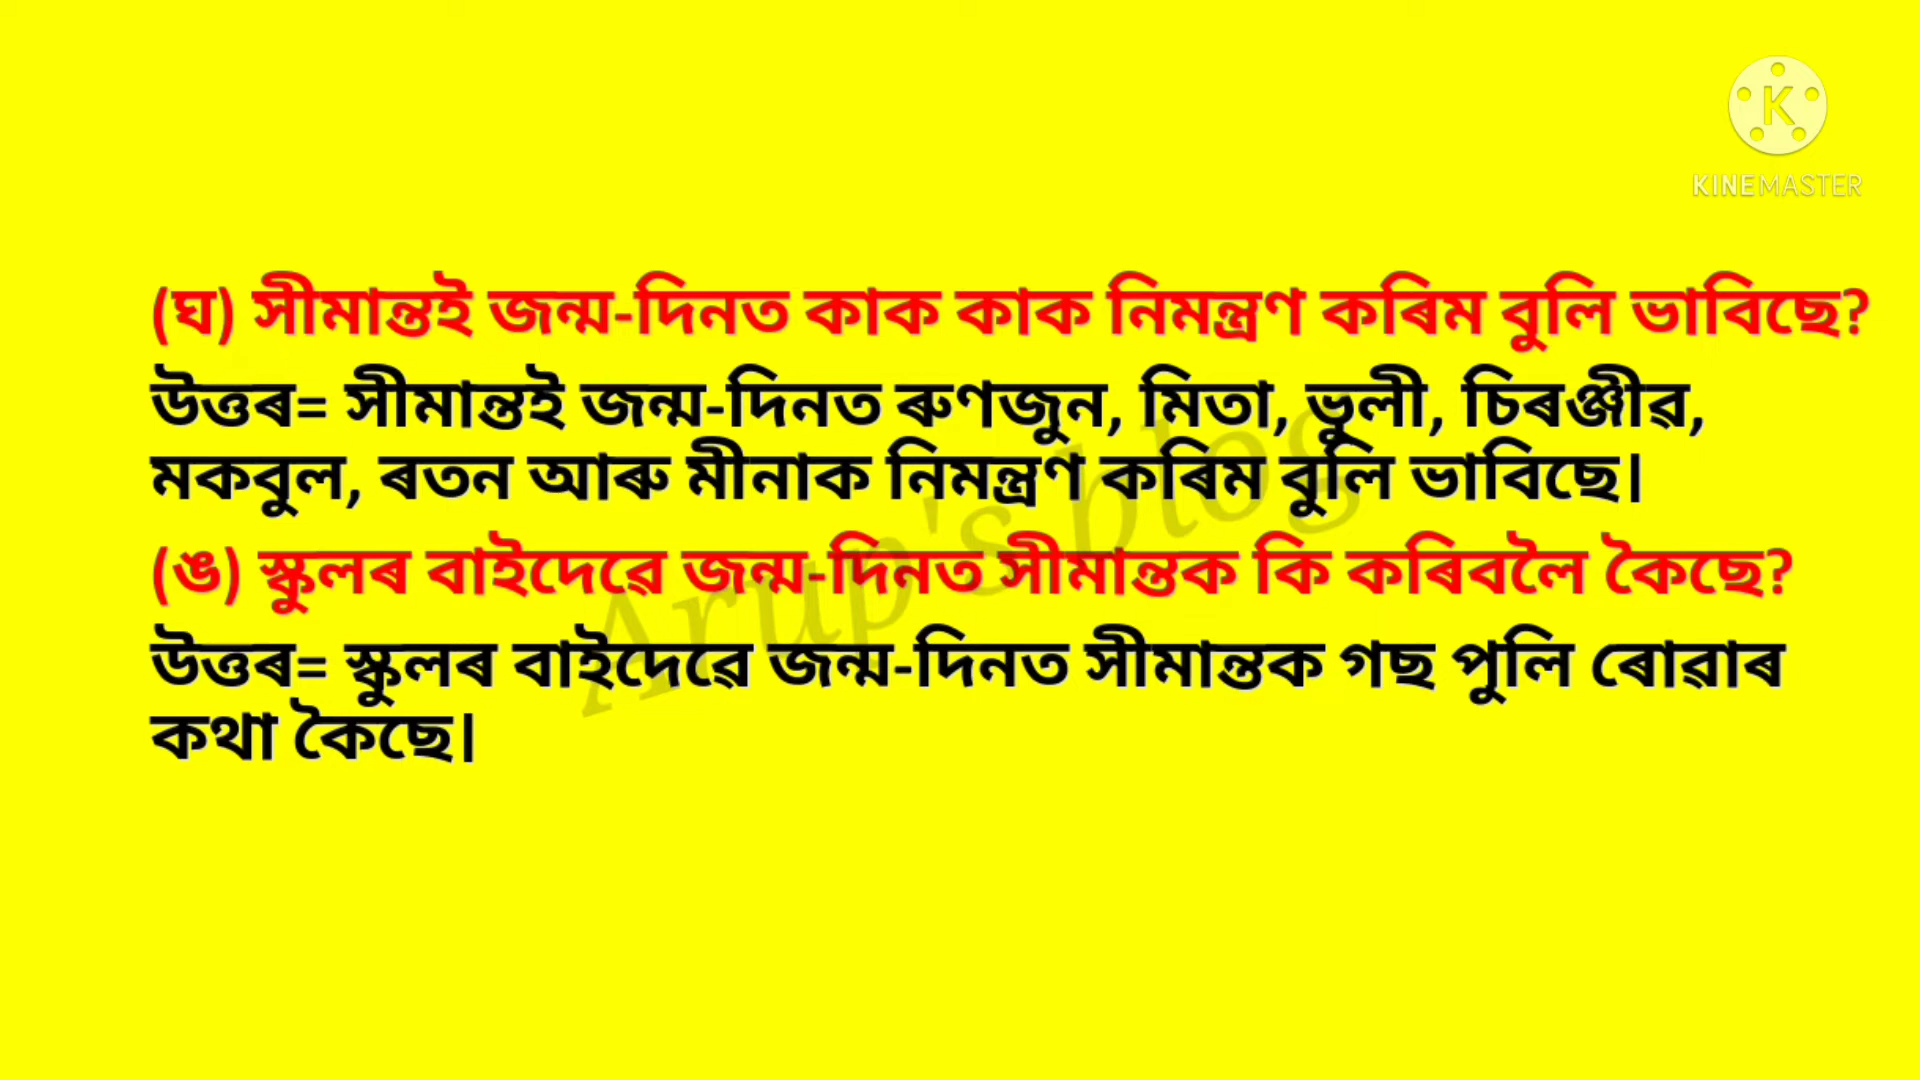 KINEMASTER
(ঘ) সীমান্তই জন্ম-দিনত কাক কাক নিমন্ত্ৰণ কৰিম বুলি ভাবিছে?
উত্তৰ= সীমান্তই জন্ম-দিনত ৰুণজুন, মিতা, ভুলী, চিৰঞ্জীৱ,
মকবুল, ৰতন আৰু মীনাক নিমন্ত্ৰণ কৰিম বুলি ভাবিছে।
(ঙ) স্কুলৰ বাইদেৱে জন্ম-দিনত সীমান্তক কি কৰিবলৈ কৈছে?
উত্তৰ= স্কুলৰ বাইদেৱে জন্ম-দিনত সীমান্তক গছ পুলি ৰোৱাৰ
কথা কৈছে।
Arup's blog